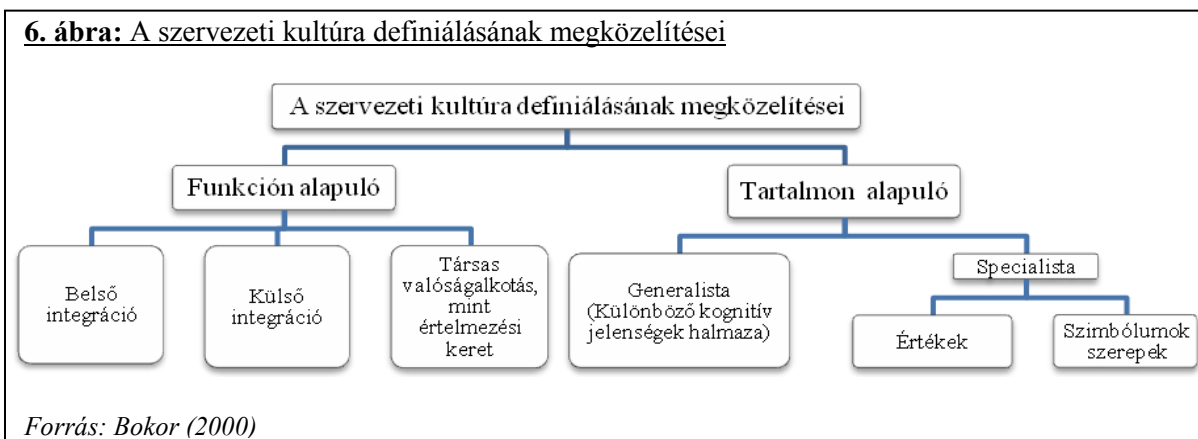 6. ábra: A szervezeti kultúra definiálásának megközelítései
A szervezeti kultúra definiálásának megközelítései
Funkción alapuló
Tartalmon alapuló
Belső
integráció
Külső
integráció
Társas
valóságalkotás,
mint
értelmezési
keret
Generalista
(Különböző kognitív
jelenségek halmaza)
Specialista
Értékek
Szimbólumok
szerepek
Forrás: Bokor (2000)